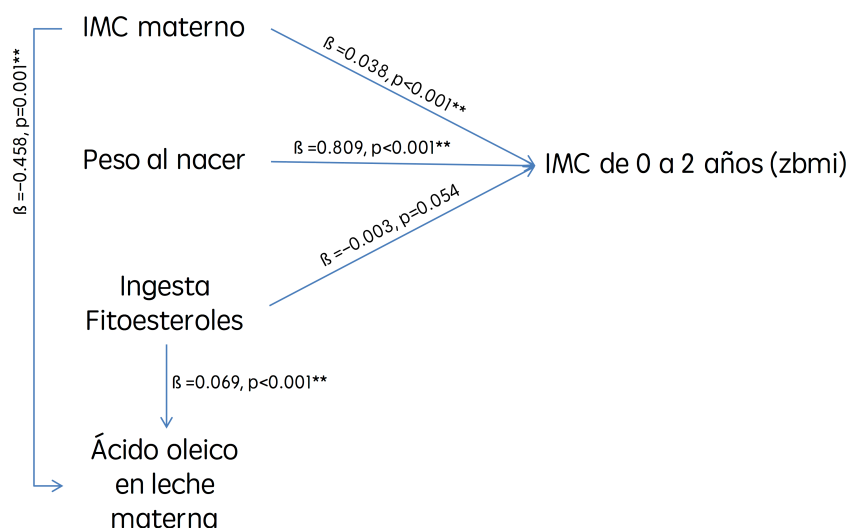 IMC materno
ß =0.038, p<0.001**
ß =−0.458, p=0.001**
Peso al nacer
ß =0.809, p<0.001**
IMC de 0 a 2 años (zbmi)
ß =−0.003, p=0.054
Ingesta
Fitoesteroles
ß =0.069, p<0.001**
Ácido oleico
en leche
materna